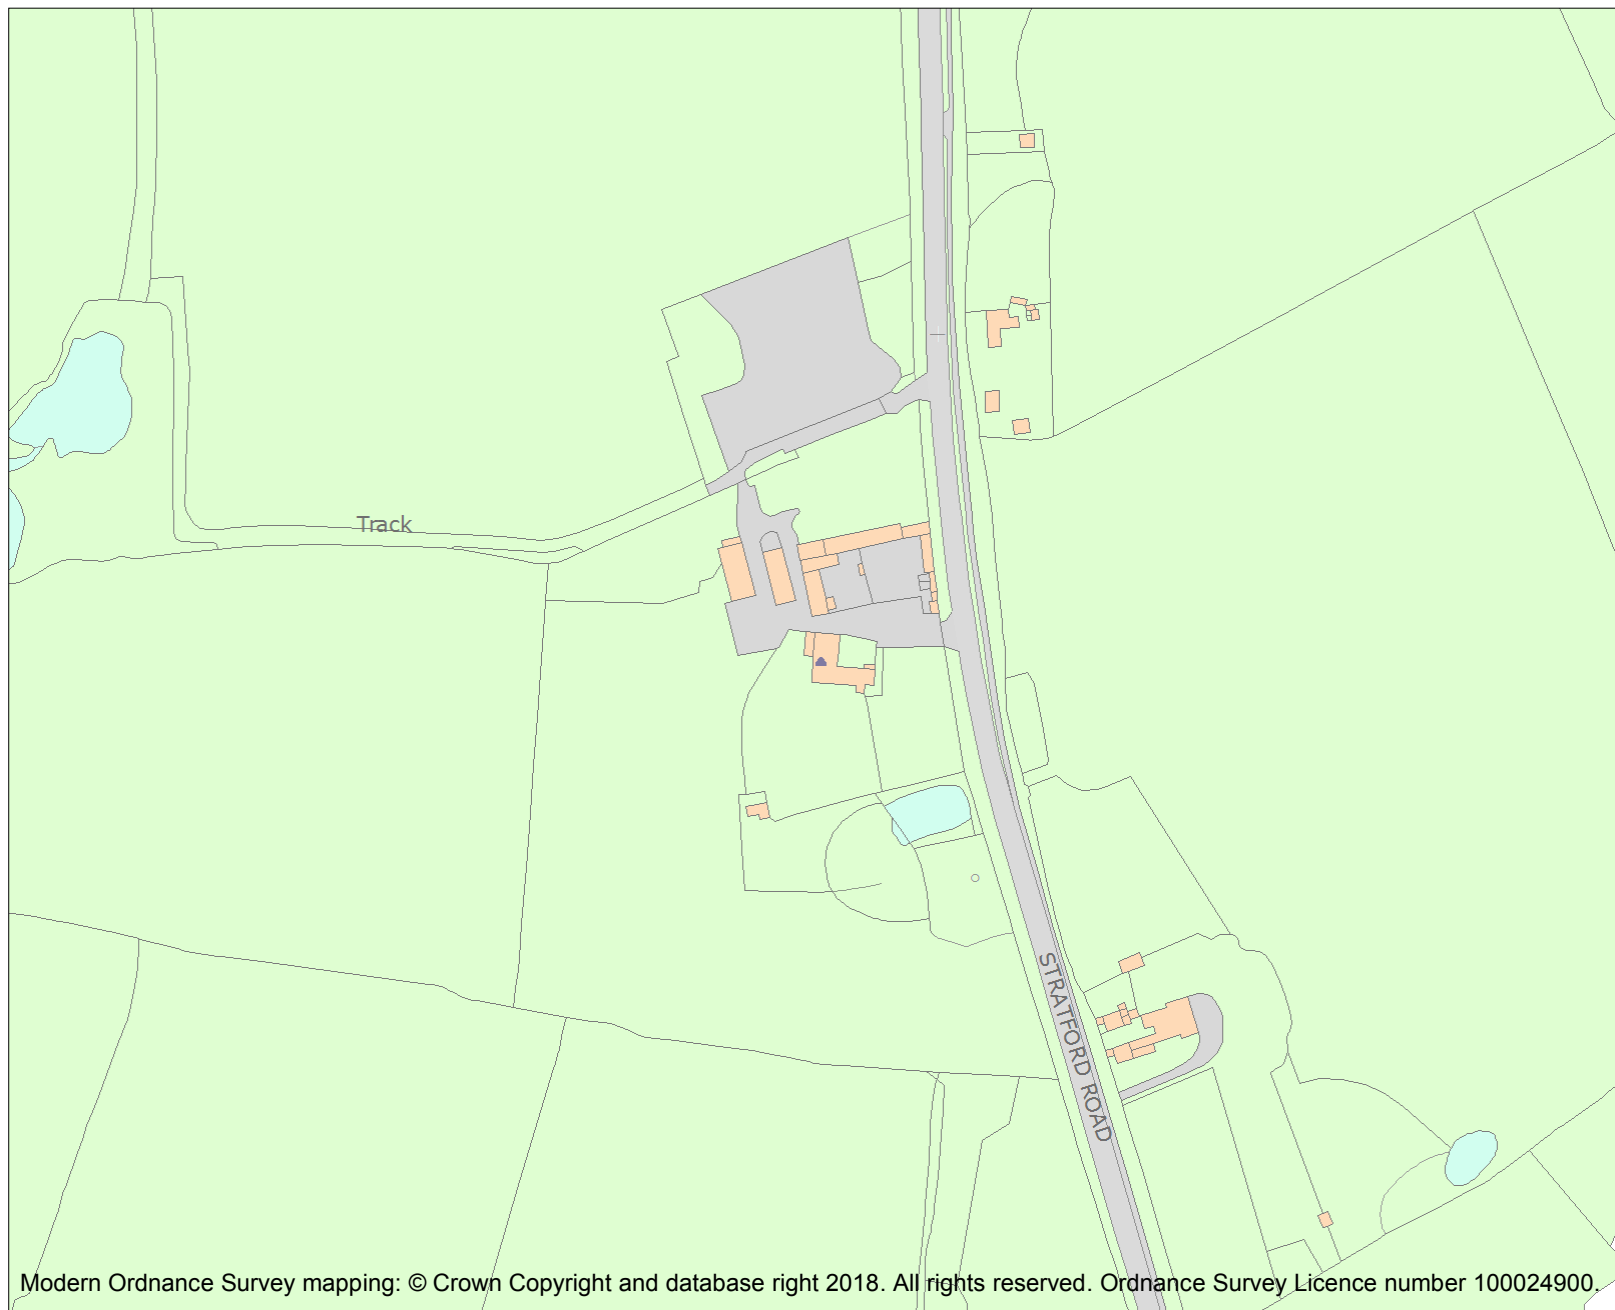 Track
STRATFORD ROAD
Modern Ordnance Survey mapping: © Crown Copyright and database right 2018. All rights reserved. Ordnance Survey Licence number 100024900.